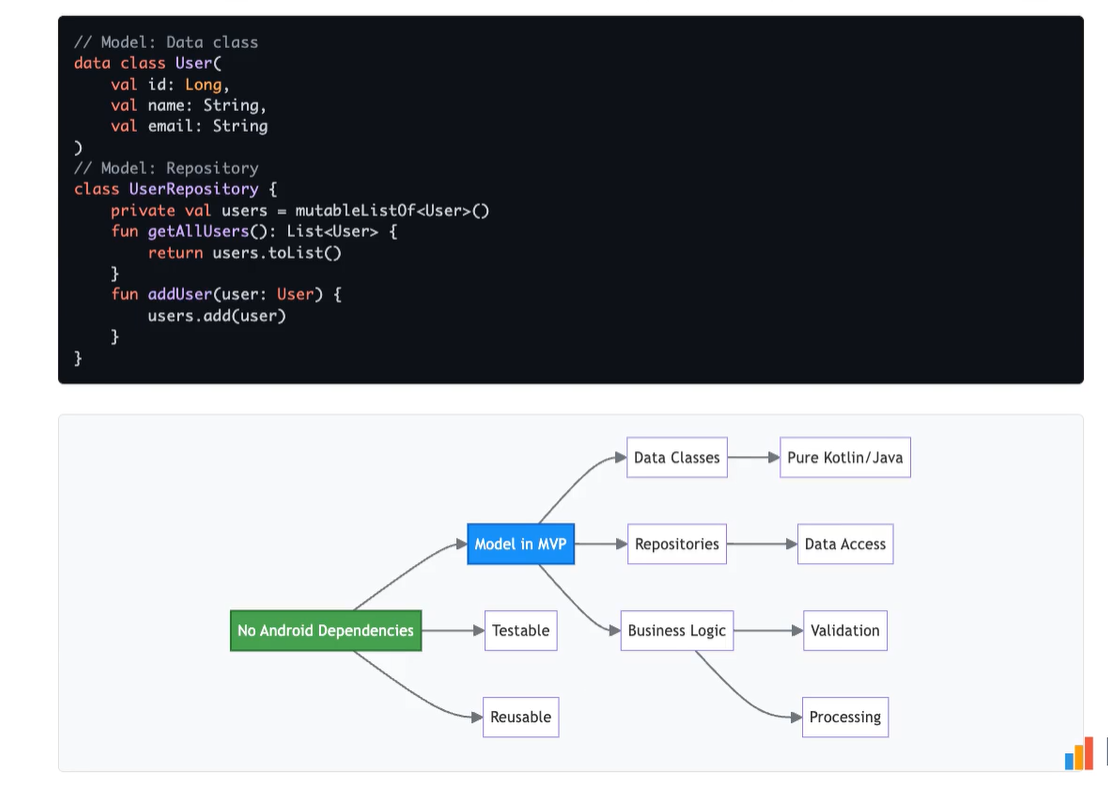 // Model: Data class
data class User(
    val id: Long,
    val name: String,
    val email: String
)
// Model: Repository
class UserRepository {
    private val users = mutableListOf<User>()
    fun getAllUsers(): List<User> {
        return users.toList()
    }
    fun addUser(user: User) {
        users.add(user)
    }
}
Data Classes
Pure Kotlin/Java
Model in MVP
Repositories
Data Access
No Android Dependencies
Testable
Business Logic
Validation
Reusable
Processing